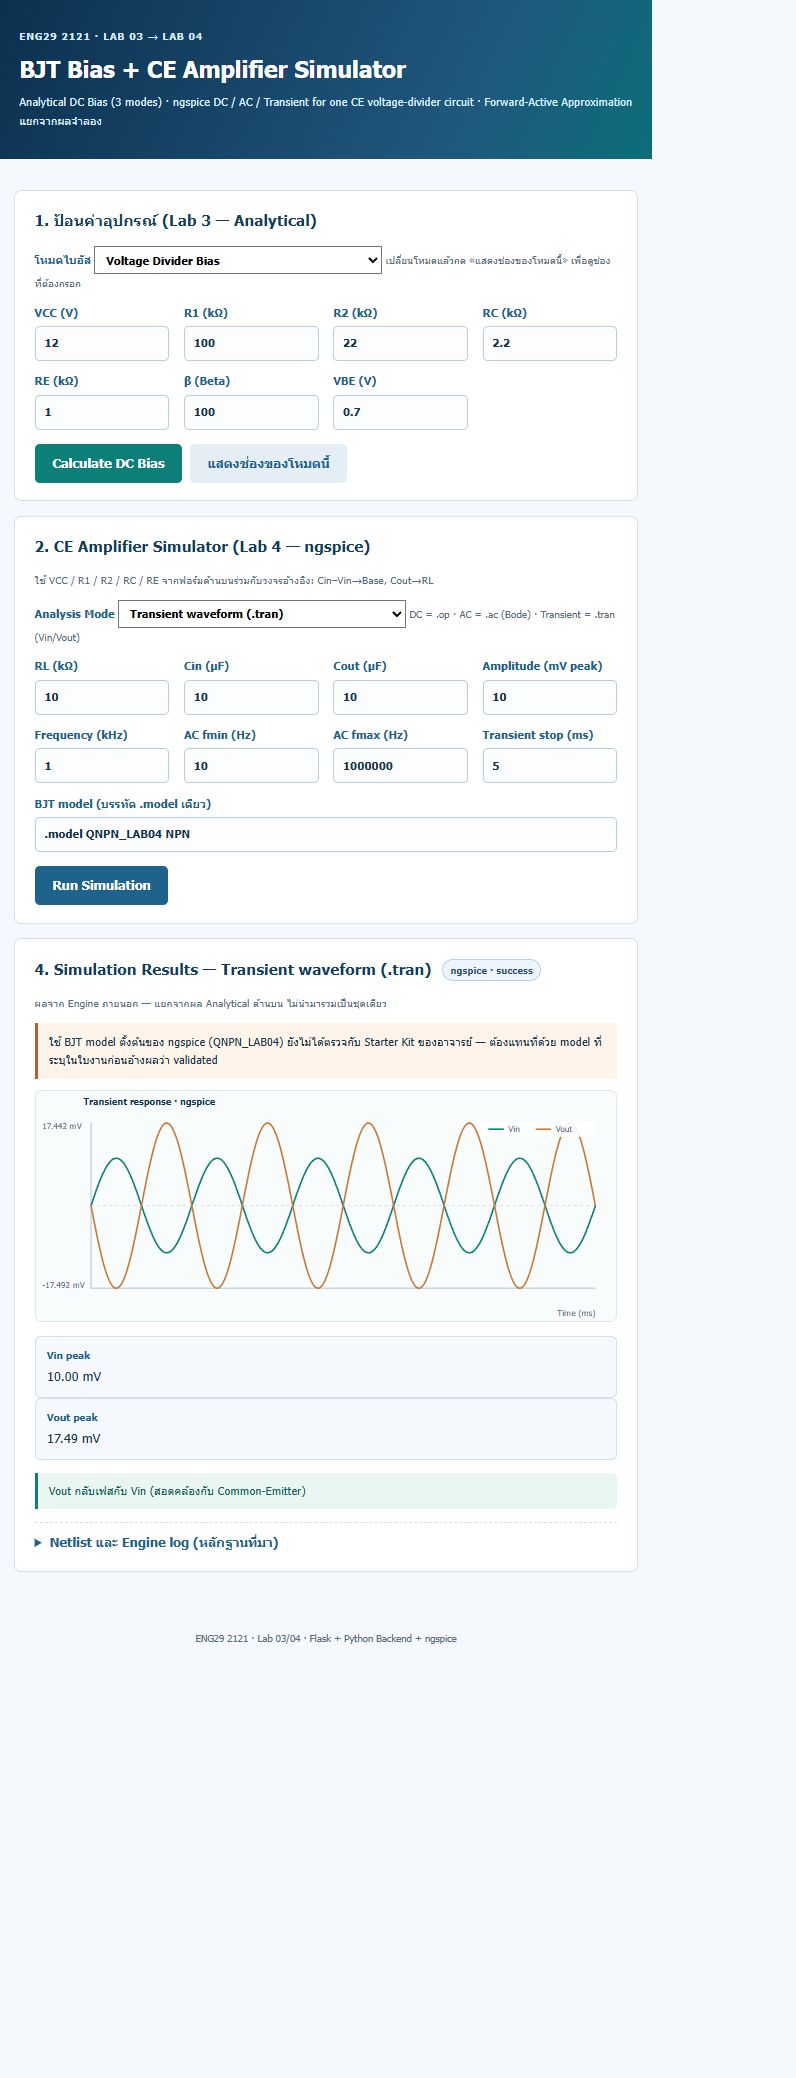 ENG29 2121 · LAB 03 → LAB 04
BJT Bias + CE Amplifier Simulator
Analytical DC Bias (3 modes) · ngspice DC / AC / Transient for one CE voltage-divider circuit · Forward-Active Approximation
แยกจากผลจำลอง
1. ป้อนค่าอุปกรณ์ (Lab 3 — Analytical)
โหมดไบอัส Voltage Divider Bias เปลี่ยนโหมดแล้วกด «แสดงช่องของโหมดนี้» เพื่อดูช่อง
ที่ต้องกรอก
VCC (V) R1 (kΩ) R2 (kΩ) RC (kΩ)
12 100 22 2.2
RE (kΩ) β (Beta) VBE (V)
1 100 0.7
Calculate DC Bias แสดงช่องของโหมดนี้
2. CE Amplifier Simulator (Lab 4 — ngspice)
ใช้ VCC / R1 / R2 / RC / RE จากฟอร์มด้านบนร่วมกับวงจรอ้างอิง: Cin–Vin→Base, Cout→RL
Analysis Mode Transient waveform (.tran) DC = .op · AC = .ac (Bode) · Transient = .tran
(Vin/Vout)
RL (kΩ) Cin (µF) Cout (µF) Amplitude (mV peak)
10 10 10 10
Frequency (kHz) AC fmin (Hz) AC fmax (Hz) Transient stop (ms)
1 10 1000000 5
BJT model (บรรทัด .model เดียว)
.model QNPN_LAB04 NPN
Run Simulation
4. Simulation Results — Transient waveform (.tran) ngspice · success
ผลจาก Engine ภายนอก — แยกจากผล Analytical ด้านบน ไม่นำมารวมเป็นชุดเดียว
ใช้ BJT model ตั้งต้นของ ngspice (QNPN_LAB04) ยังไม่ได้ตรวจกับ Starter Kit ของอาจารย์ — ต้องแทนที่ด้วย model ที่
ระบุในใบงานก่อนอ้างผลว่า validated
Transient response · ngspice
17.442 mV Vin Vout
-17.492 mV
Time (ms)
Vin peak
10.00 mV
Vout peak
17.49 mV
Vout กลับเฟสกับ Vin (สอดคล้องกับ Common-Emitter)
▶ Netlist และ Engine log (หลักฐานที่มา)
ENG29 2121 · Lab 03/04 · Flask + Python Backend + ngspice